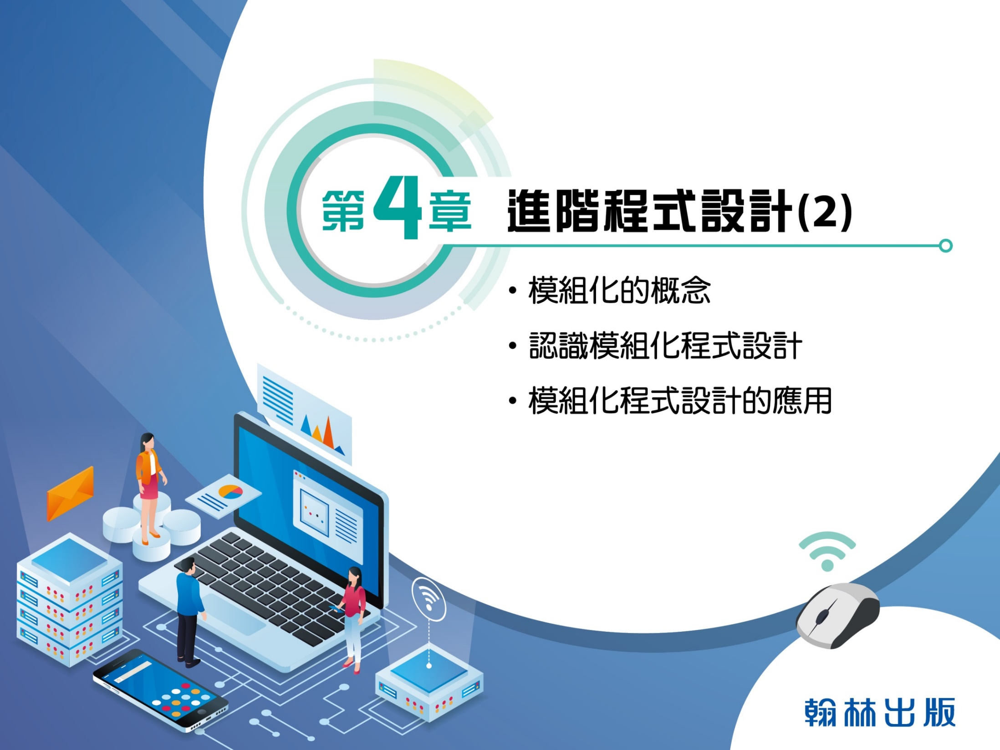 第4章 進階程式設計(2)
• 模組化的概念
• 認識模組化程式設計
• 模組化程式設計的應用
翰林出版